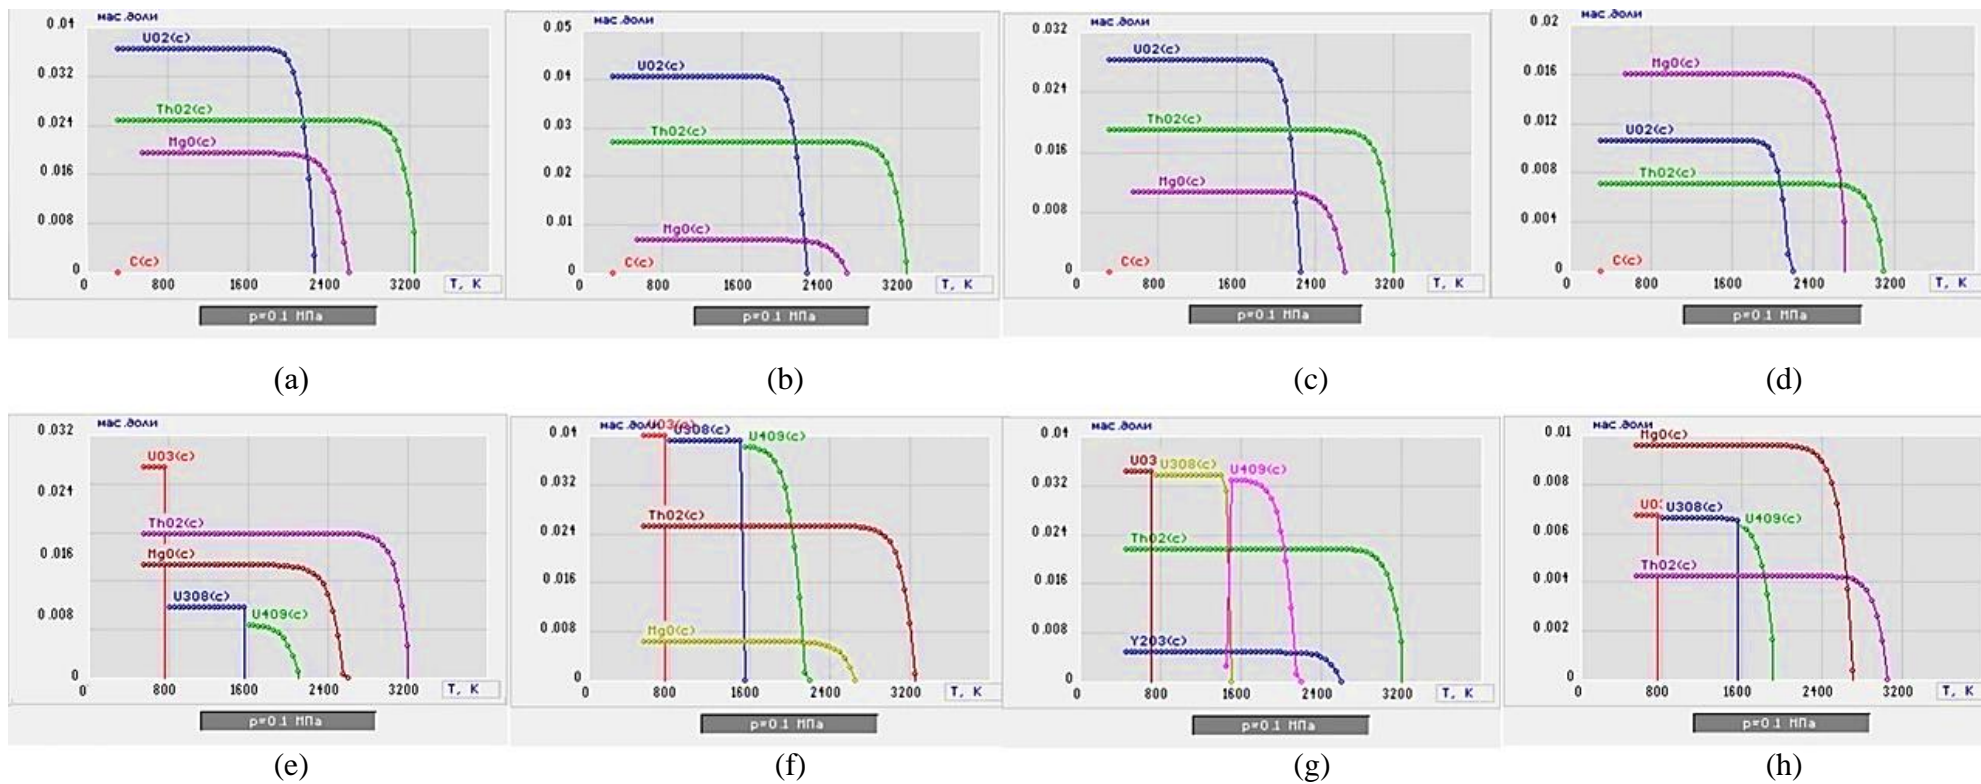 мас.доли
0.04
UO2(c)
0.032
ThO2(c)
0.024
MgO(c)
0.016
0.008
C(c)
0
0 800 1600 2400 3200 T, K
p=0.1 МПа
(a)
мас.доли
0.05
UO2(c)
0.04
0.03
ThO2(c)
0.02
0.01
MgO(c)
C(c)
0
0 800 1600 2400 3200 T, K
p=0.1 МПа
(b)
мас.доли
0.032
UO2(c)
0.024
ThO2(c)
0.016
MgO(c)
0.008
C(c)
0
0 800 1600 2400 3200 T, K
p=0.1 МПа
(c)
мас.доли
0.02
MgO(c)
0.016
0.012
UO2(c)
0.008
ThO2(c)
0.004
C(c)
0
0 800 1600 2400 3200 T, K
p=0.1 МПа
(d)
мас.доли
0.032
UO3(c)
0.024
ThO2(c)
0.016
MgO(c)
U3O8(c)
0.008
U4O9(c)
0
0 800 1600 2400 3200 T, K
p=0.1 МПа
(e)
мас.доли
UO3(c)
U3O8(c)
0.04
U4O9(c)
0.032
ThO2(c)
0.024
0.016
0.008
MgO(c)
0
0 800 1600 2400 3200 T, K
p=0.1 МПа
(f)
мас.доли
0.04
UO3
U3O8(c)
U4O9(c)
0.032
0.024
ThO2(c)
0.016
0.008
Y2O3(c)
0
0 800 1600 2400 3200 T, K
p=0.1 МПа
(g)
мас.доли
0.01
MgO(c)
0.008
U3O8(c)
U4O9(c)
0.006
ThO2(c)
0.004
0.002
0
0 800 1600 2400 3200 T, K
p=0.1 МПа
(h)